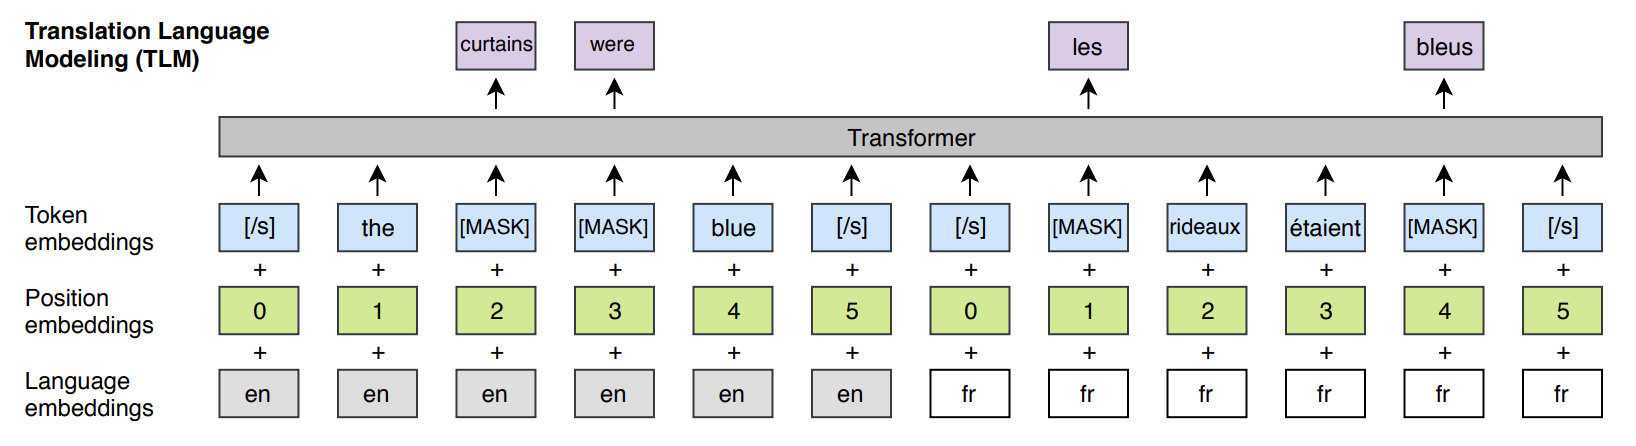 Translation Language
Modeling (TLM)
curtains were les bleus
Transformer
Token
embeddings
[/s] the [MASK] [MASK] blue [/s] [/s] [MASK] rideaux étaient [MASK] [/s]
+ + + + + + + + + + + +
Position
embeddings
0 1 2 3 4 5 0 1 2 3 4 5
+ + + + + + + + + + + +
Language
embeddings
en en en en en en fr fr fr fr fr fr